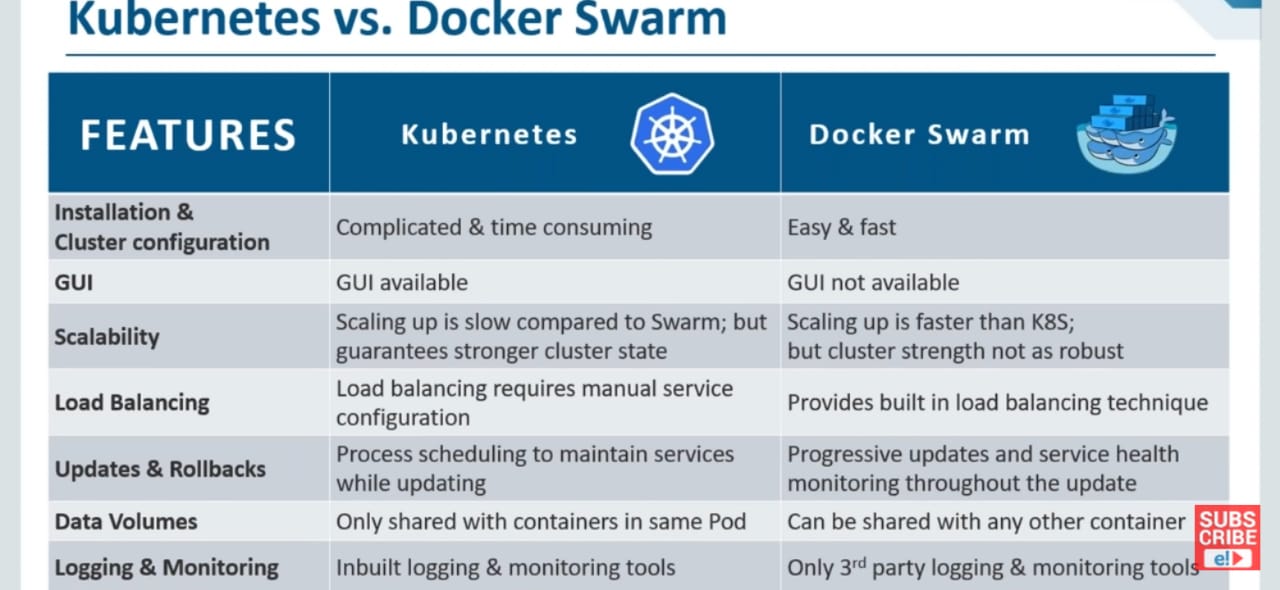 Kubernetes vs. Docker Swarm
FEATURES
Kubernetes
Docker Swarm
Installation &
Cluster configuration
Complicated & time consuming
Easy & fast
GUI
GUI available
GUI not available
Scalability
Scaling up is slow compared to Swarm; but
guarantees stronger cluster state
Scaling up is faster than K8S;
but cluster strength not as robust
Load Balancing
Load balancing requires manual service
configuration
Provides built in load balancing technique
Updates & Rollbacks
Process scheduling to maintain services
while updating
Progressive updates and service health
monitoring throughout the update
Data Volumes
Only shared with containers in same Pod
Can be shared with any other container
Logging & Monitoring
Inbuilt logging & monitoring tools
Only 3rd party logging & monitoring tools
SUBS
CRIBE
e!